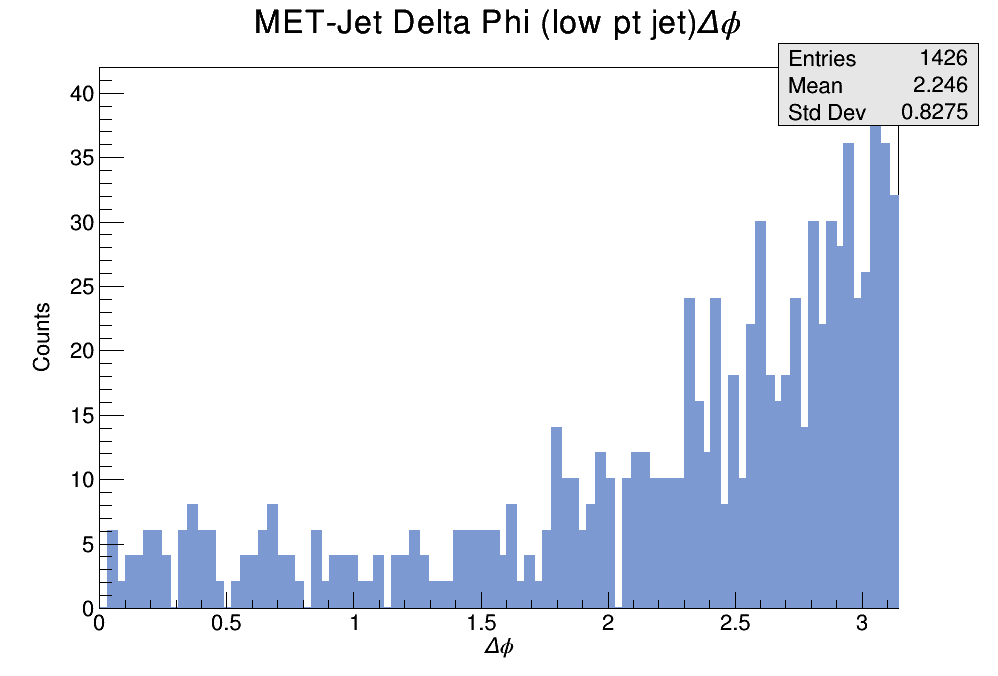 MET-Jet Delta Phi (low pt jet)Δϕ
Entries 1426
Mean 2.246
Std Dev 0.8275
40
35
30
25
20
15
10
5
0
Counts
0 0.5 1 1.5 2 2.5 3
Δϕ